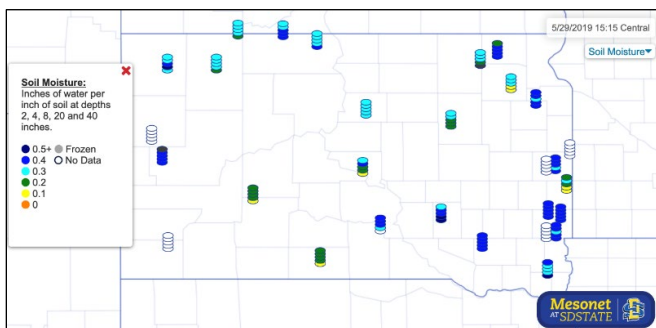 5/29/2019 15:15 Central
Soil Moisture▾
Soil Moisture:
Inches of water per
inch of soil at depths
2, 4, 8, 20 and 40
inches.
0.5+ Frozen
0.4 No Data
0.3
0.2
0.1
0
Mesonet
AT SDSTATE